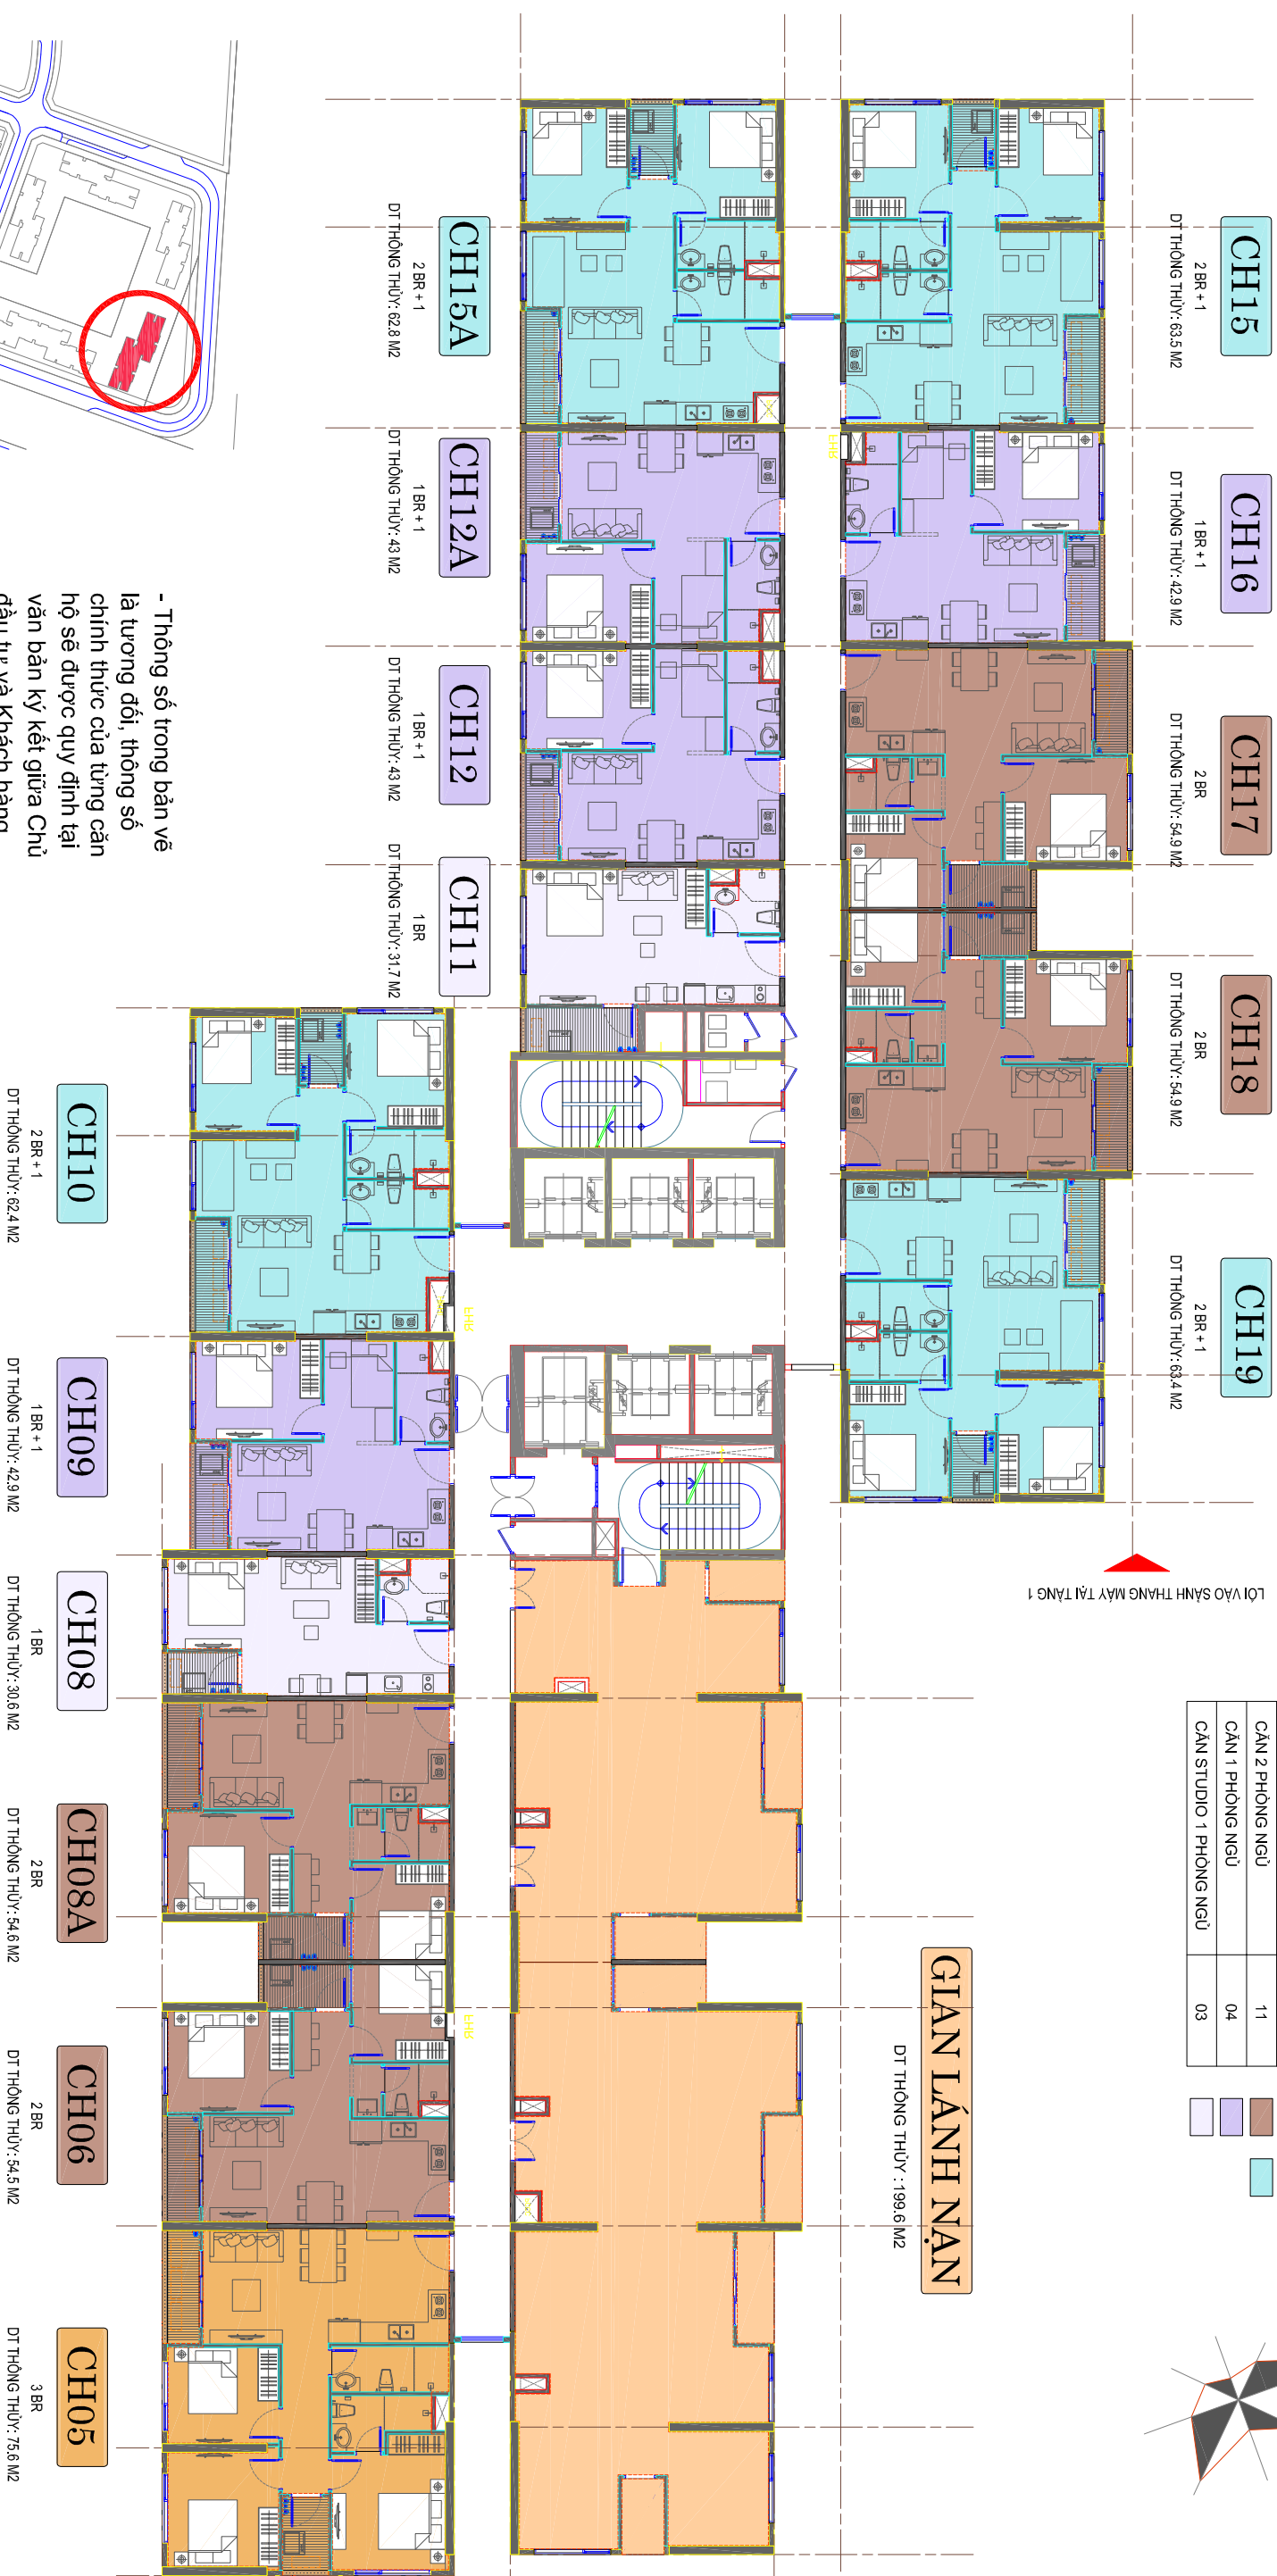 CH15
2 BR + 1
DT THÔNG THỦY: 63.5 M2
CH16
1 BR + 1
DT THÔNG THỦY: 42.9 M2
CH17
2 BR
DT THÔNG THỦY: 54.9 M2
CH18
2 BR
DT THÔNG THỦY: 54.9 M2
CH19
2 BR + 1
DT THÔNG THỦY: 63.4 M2
LỐI VÀO SẢNH THANG MÁY TẠI TẦNG 1
CĂN 2 PHÒNG NGỦ 11
CĂN 1 PHÒNG NGỦ 04
CĂN STUDIO 1 PHÒNG NGỦ 03
CH15A
2 BR + 1
DT THÔNG THỦY: 62.8 M2
CH12A
1 BR + 1
DT THÔNG THỦY: 43 M2
CH12
1 BR + 1
DT THÔNG THỦY: 43 M2
CH11
1 BR
DT THÔNG THỦY: 31.7 M2
FHR
FHR
FHR
GIAN LÁNH NẠN
DT THÔNG THỦY : 199.6 M2
- Thông số trong bản vẽ
là tương đối, thông số
chính thức của từng căn
hộ sẽ được quy định tại
văn bản ký kết giữa Chủ
đầu tư và Khách hàng
CH10
2 BR + 1
DT THÔNG THỦY: 62.4 M2
CH09
1 BR + 1
DT THÔNG THỦY: 42.9 M2
CH08
1 BR
DT THÔNG THỦY: 30.6 M2
CH08A
2 BR
DT THÔNG THỦY: 54.6 M2
CH06
2 BR
DT THÔNG THỦY: 54.5 M2
CH05
3 BR
DT THÔNG THỦY: 75.6 M2